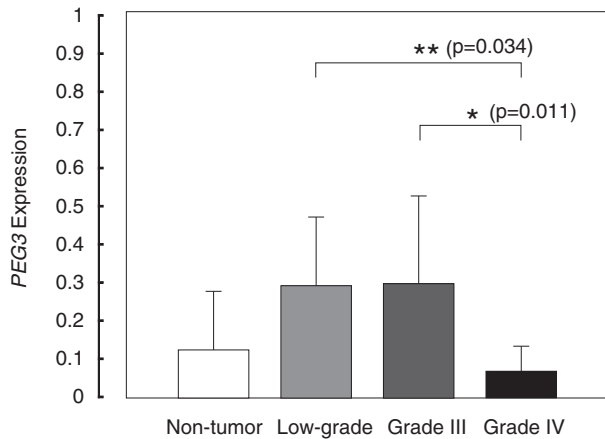 1
0.9
0.8
0.7
0.6
0.5
0.4
0.3
0.2
0.1
0
PEG3 Expression
** (p=0.034)
* (p=0.011)
Non-tumor Low-grade Grade III Grade IV